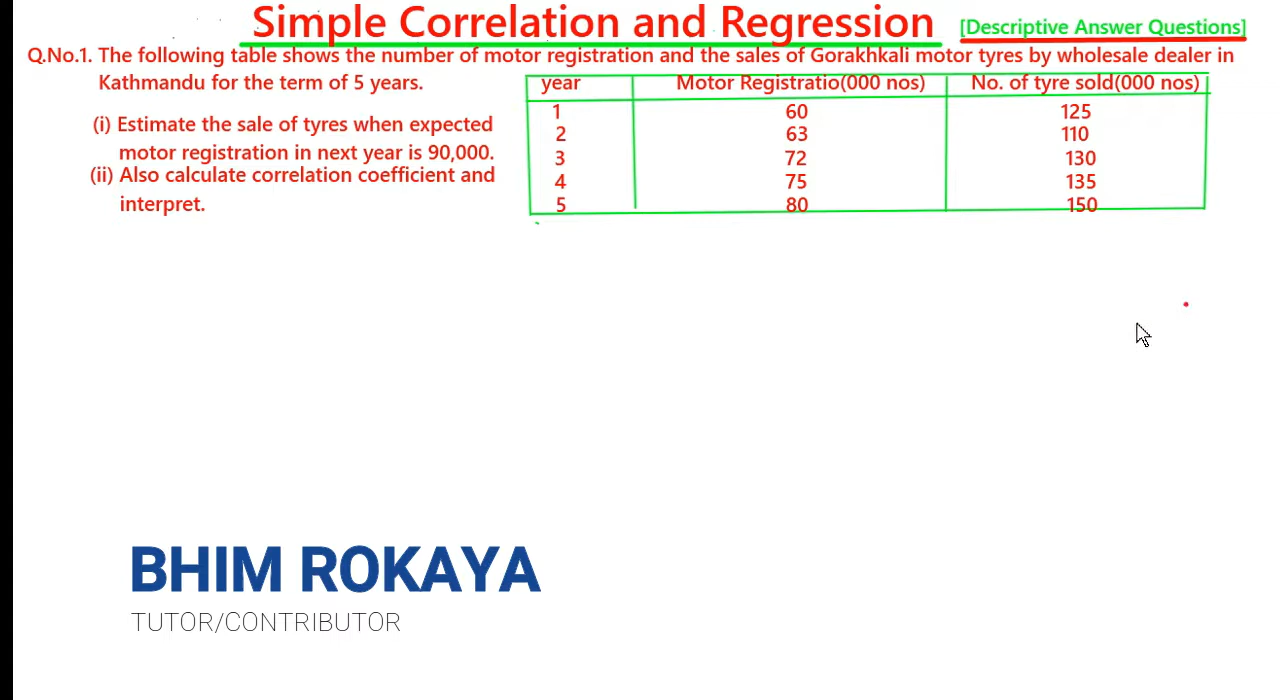 Simple Correlation and Regression
[Descriptive Answer Questions]
Q.No.1. The following table shows the number of motor registration and the sales of Gorakhkali motor tyres by wholesale dealer in
Kathmandu for the term of 5 years.
(i) Estimate the sale of tyres when expected
motor registration in next year is 90,000.
(ii) Also calculate correlation coefficient and
interpret.
year Motor Registratio(000 nos) No. of tyre sold(000 nos)
1 60 125
2 63 110
3 72 130
4 75 135
5 80 150
BHIM ROKAYA
TUTOR/CONTRIBUTOR